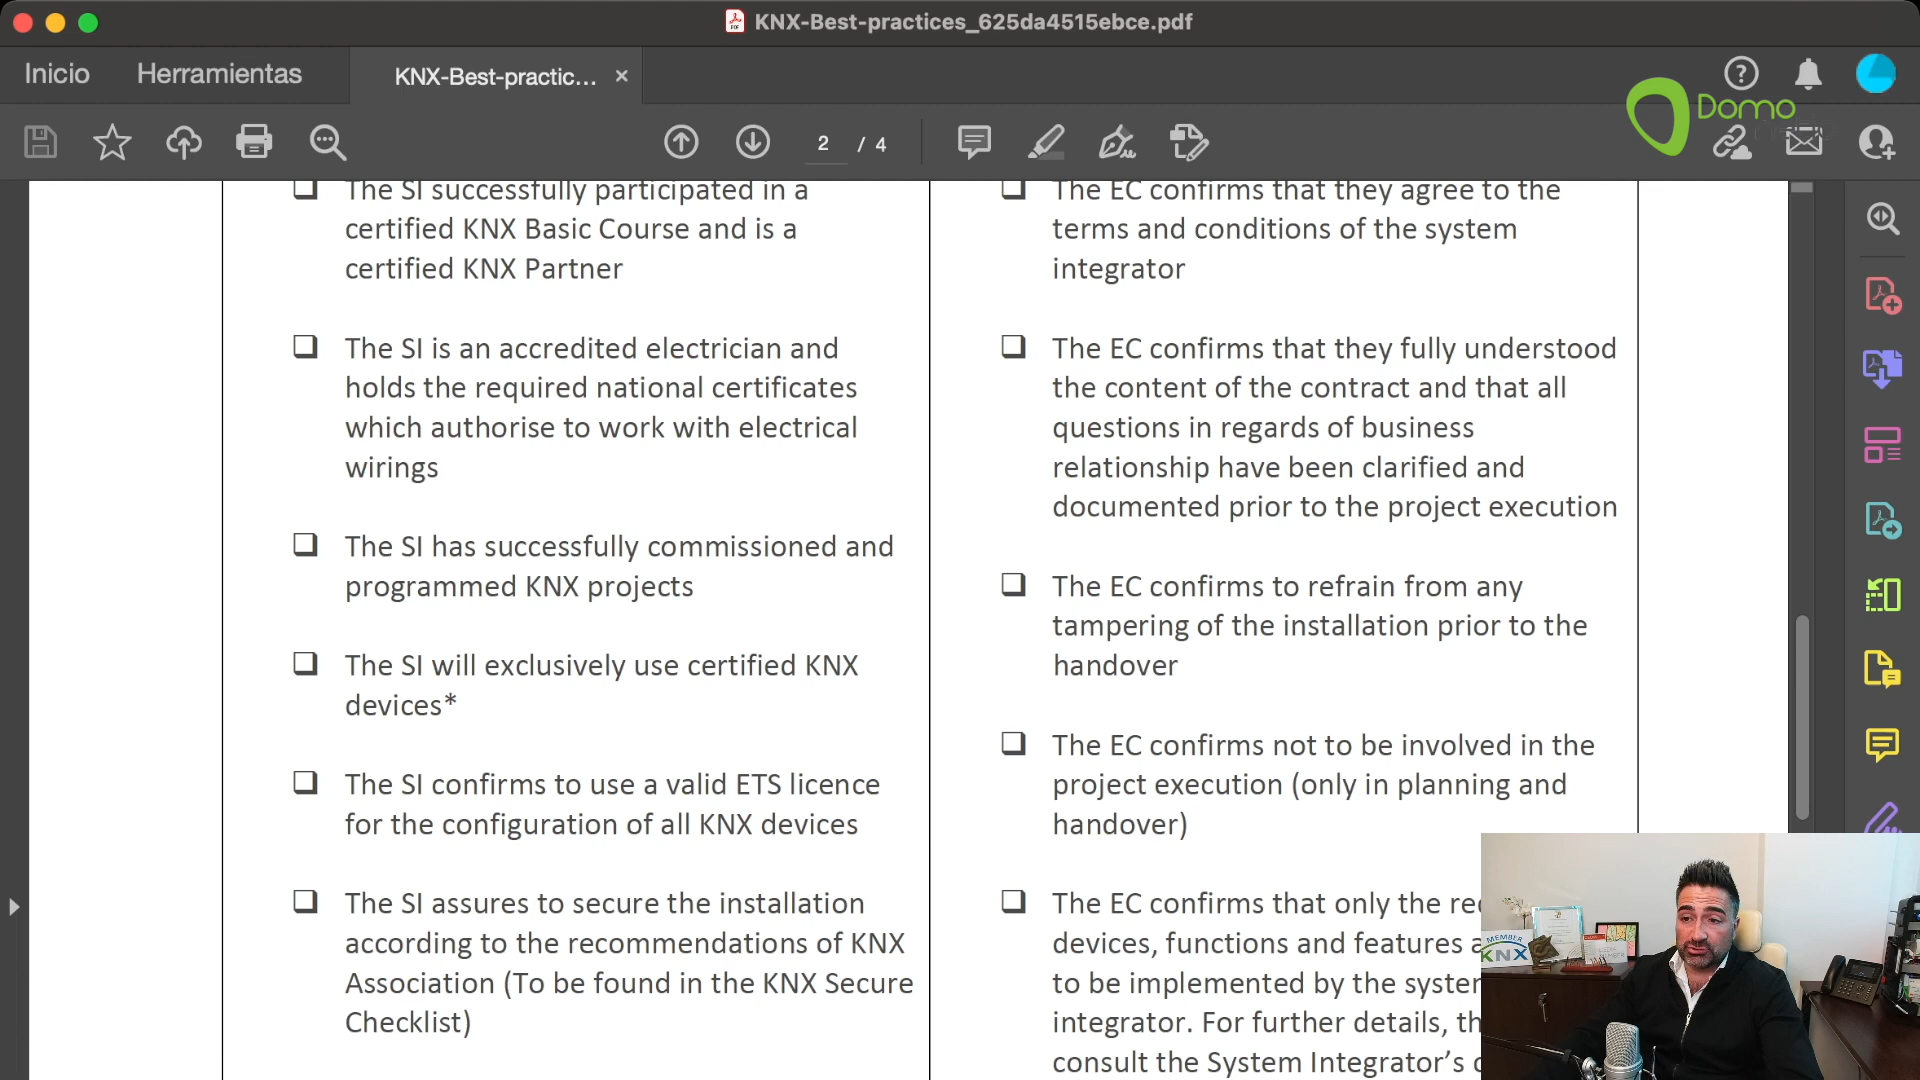 KNX-Best-practices_625da4515ebce.pdf
Inicio
Herramientas
KNX-Best-practic...
Domo
2 / 4
The SI successfully participated in a
certified KNX Basic Course and is a
certified KNX Partner
The SI is an accredited electrician and
holds the required national certificates
which authorise to work with electrical
wirings
The SI has successfully commissioned and
programmed KNX projects
The SI will exclusively use certified KNX
devices*
The SI confirms to use a valid ETS licence
for the configuration of all KNX devices
The SI assures to secure the installation
according to the recommendations of KNX
Association (To be found in the KNX Secure
Checklist)
The EC confirms that they agree to the
terms and conditions of the system
integrator
The EC confirms that they fully understood
the content of the contract and that all
questions in regards of business
relationship have been clarified and
documented prior to the project execution
The EC confirms to refrain from any
tampering of the installation prior to the
handover
The EC confirms not to be involved in the
project execution (only in planning and
handover)
The EC confirms that only the
devices, functions and features
to be implemented by the
integrator. For further details,
consult the System Integrator's
MEMBER
KNX